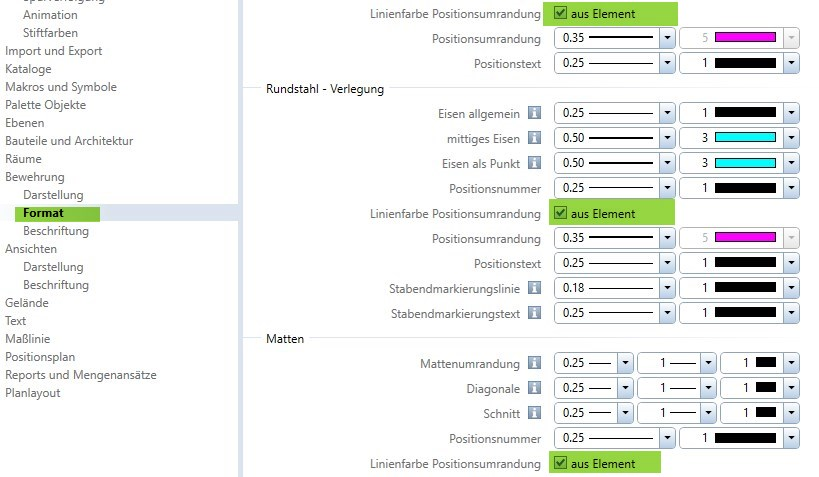 Animation
Stiftfarben
Import und Export
Kataloge
Makros und Symbole
Palette Objekte
Ebenen
Bauteile und Architektur
Räume
Bewehrung
Darstellung
Format
Beschriftung
Ansichten
Darstellung
Beschriftung
Gelände
Text
Maßlinie
Positionsplan
Reports und Mengenansätze
Planlayout
Linienfarbe Positionsumrandung aus Element
Positionsumrandung 0.35 5
Positionstext 0.25 1
Rundstahl - Verlegung
Eisen allgemein 0.25 1
mittiges Eisen 0.50 3
Eisen als Punkt 0.50 3
Positionsnummer 0.25 1
Linienfarbe Positionsumrandung aus Element
Positionsumrandung 0.35 5
Positionstext 0.25 1
Stabendmarkierungslinie 0.18 1
Stabendmarkierungstext 0.25 1
Matten
Mattenumrandung 0.25 1 1
Diagonale 0.25 1 1
Schnitt 0.25 1 1
Positionsnummer 0.25 1
Linienfarbe Positionsumrandung aus Element